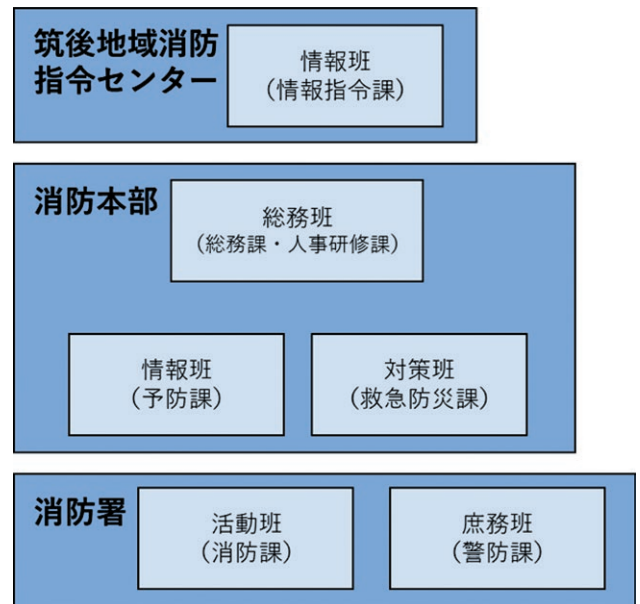 筑後地域消防
指令センター
情報班
（情報指令課）
消防本部
総務班
（総務課・人事研修課）
情報班
（予防課）
対策班
（救急防災課）
消防署
活動班
（消防課）
庶務班
（警防課）